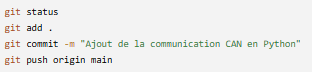 git status
git add .
git commit -m "Ajout de la communication CAN en Python"
git push origin main